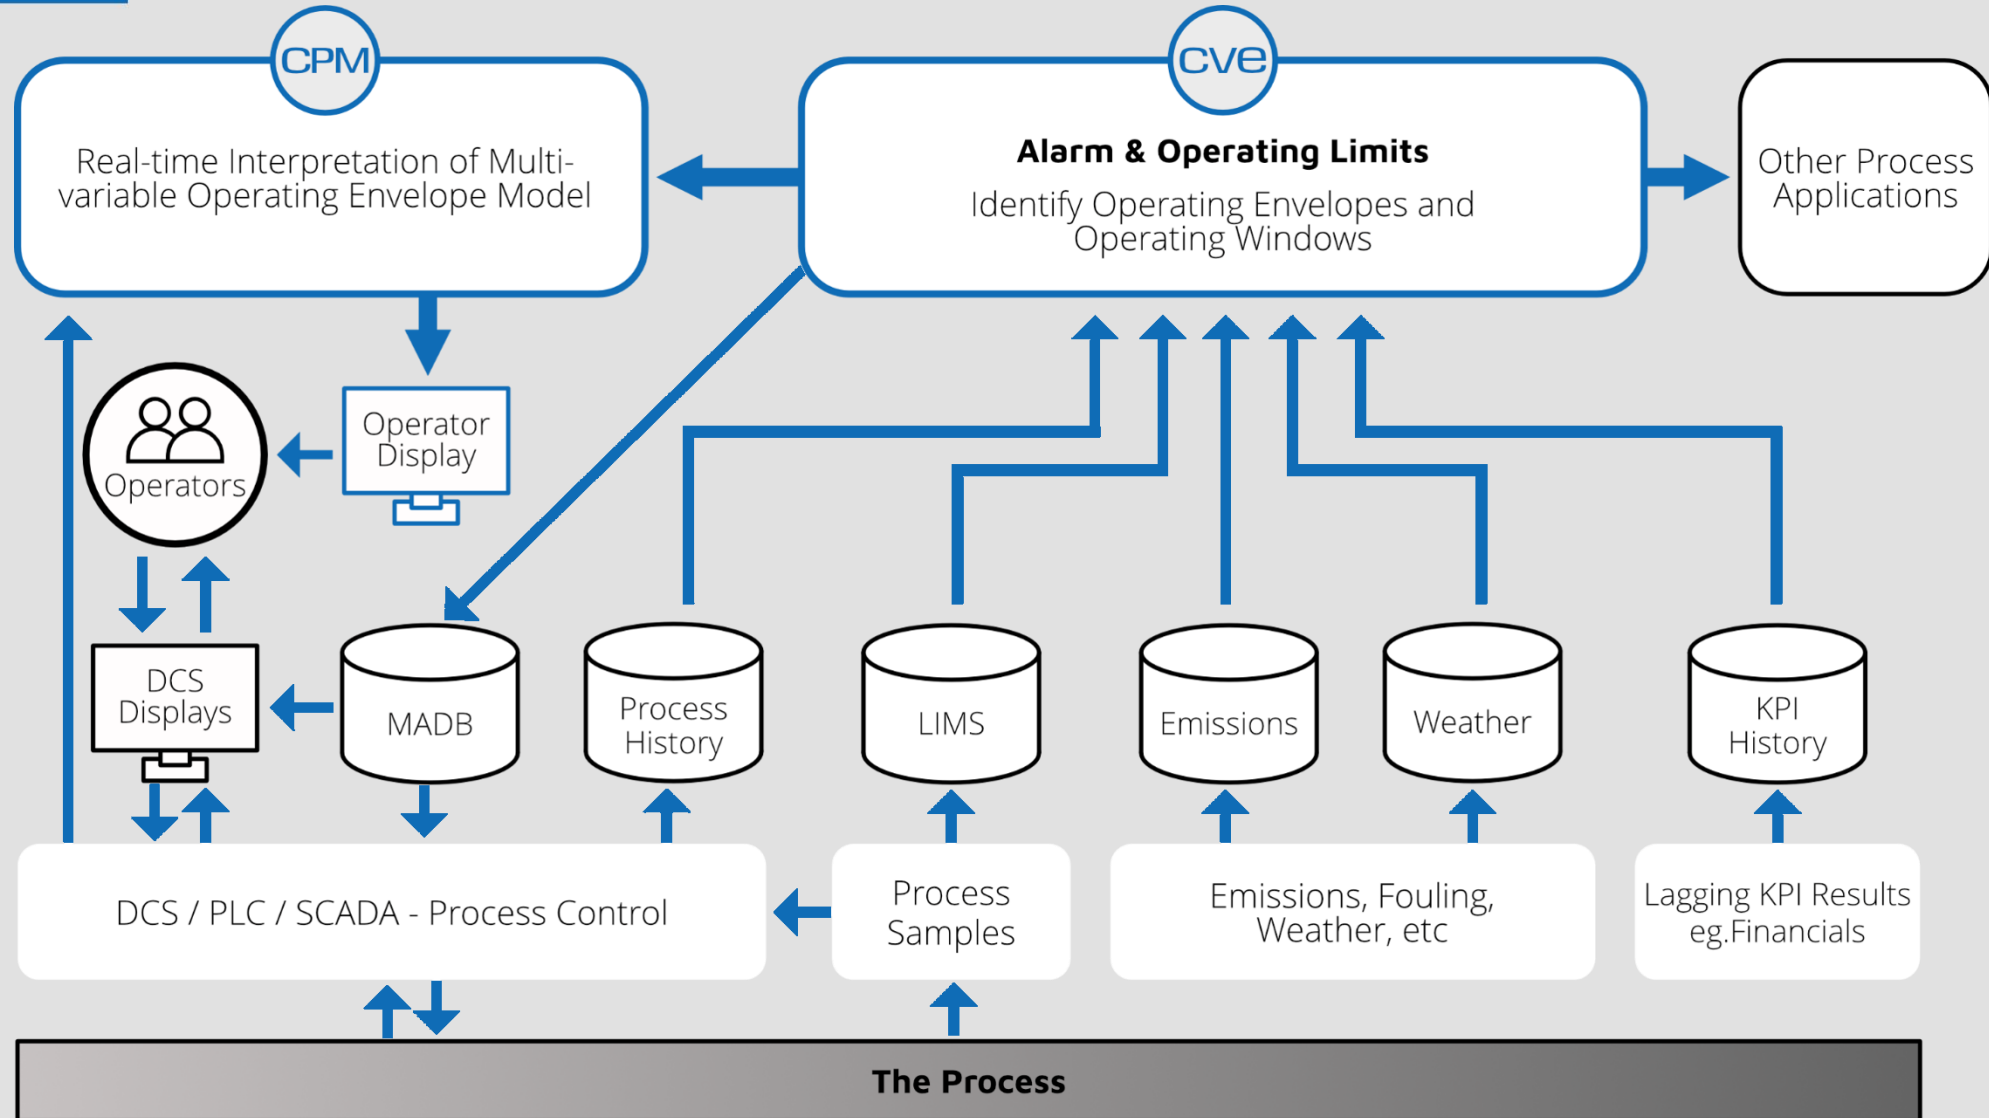 CPM
Real-time Interpretation of Multi-
variable Operating Envelope Model
CVe
Alarm & Operating Limits
Identify Operating Envelopes and
Operating Windows
Other Process
Applications
Operators
Operator
Display
DCS
Displays
MADB
Process
History
LIMS
Emissions
Weather
KPI
History
DCS / PLC / SCADA - Process Control
Process
Samples
Emissions, Fouling,
Weather, etc
Lagging KPI Results
eg.Financials
The Process